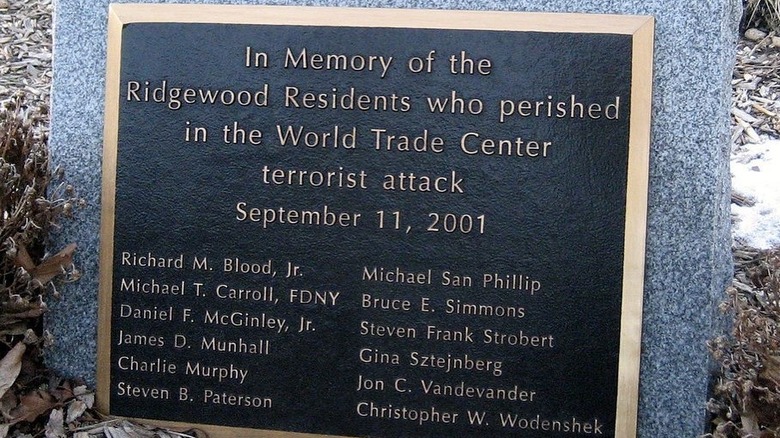 In Memory of the
Ridgewood Residents who perished
in the World Trade Center
terrorist attack
September 11, 2001
Richard M. Blood, Jr.
Michael T. Carroll, FDNY
Daniel F. McGinley, Jr.
James D. Munhall
Charlie Murphy
Steven B. Paterson
Michael San Phillip
Bruce E. Simmons
Steven Frank Strobert
Gina Sztejnberg
Jon C. Vandevander
Christopher W. Wodenshek